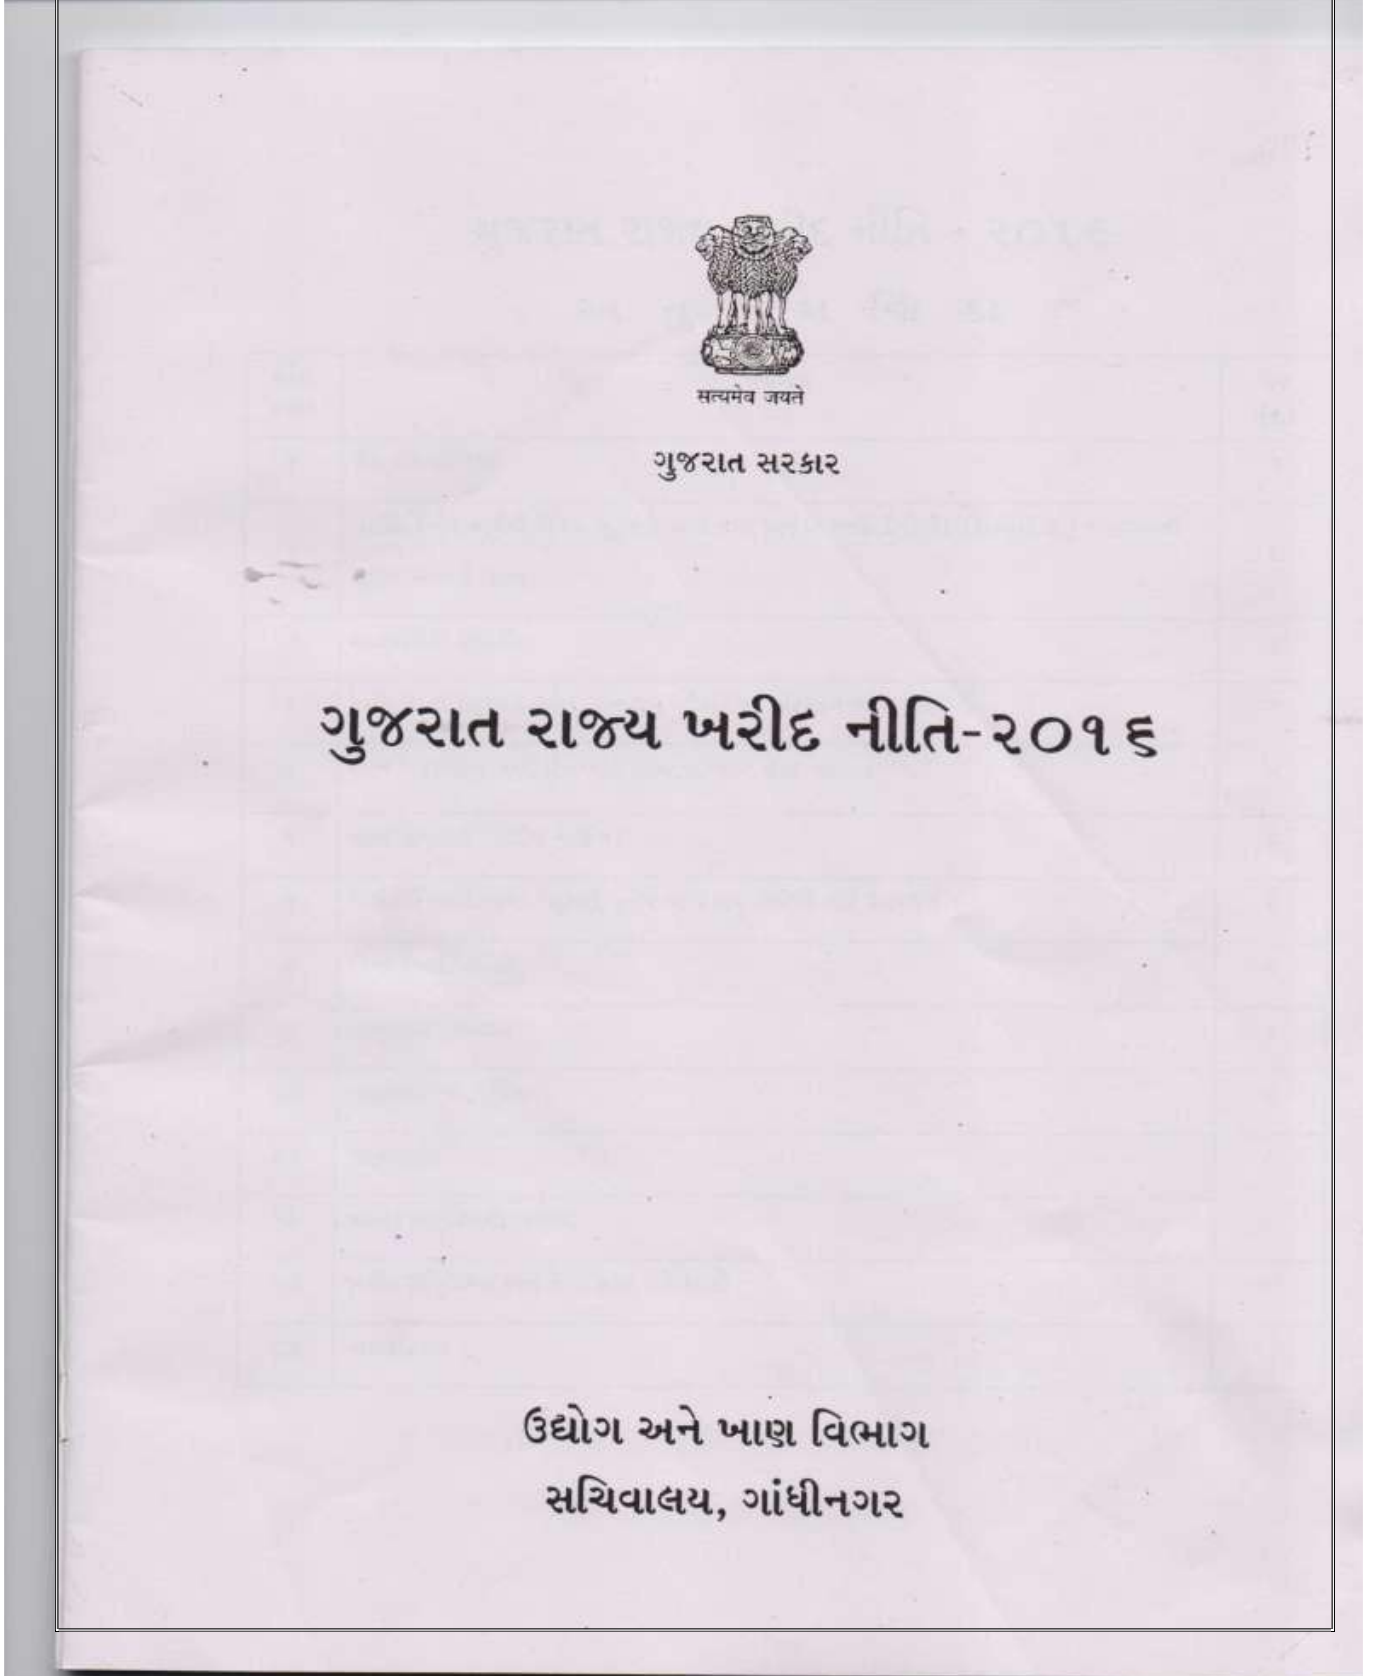 सत्यमेव जयते
ગુજરાત સરકાર
ગુજરાત રાજ્ય ખરીદ નીતિ-૨૦૧૬
ઉદ્યોગ અને ખાણ વિભાગ
સચિવાલય, ગાંધીનગર